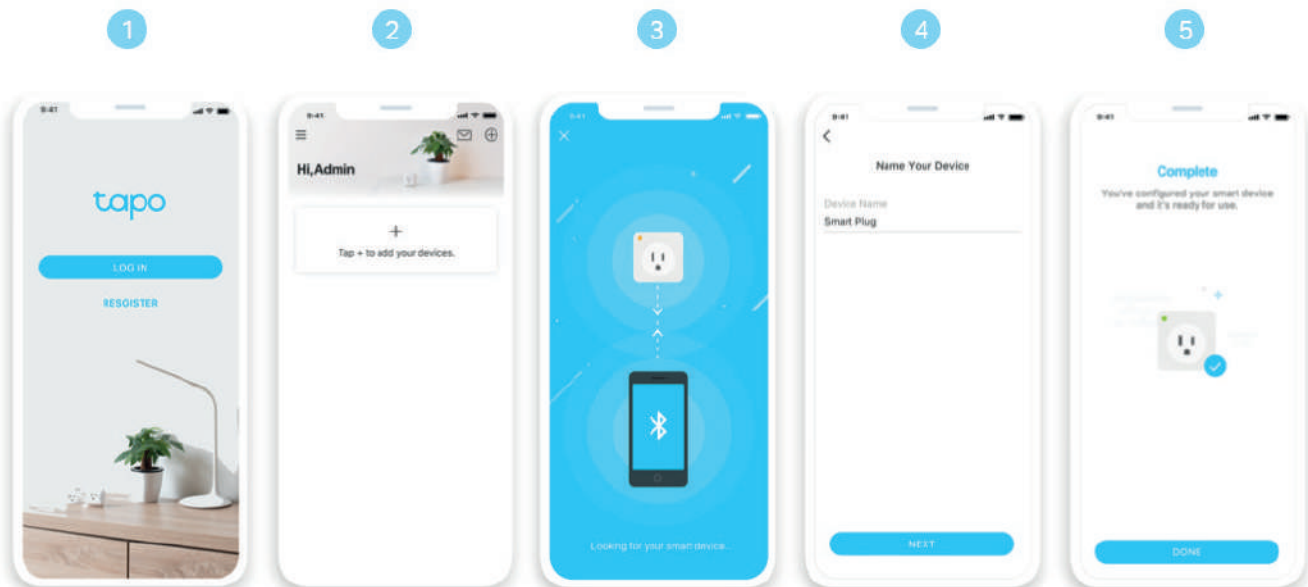 1
2
3
4
5
9:41
tapo
LOG IN
RESGISTER
9:41
Hi,Admin
+
Tap + to add your devices.
9:41
Looking for your smart device...
9:41
Name Your Device
Device Name
Smart Plug
NEXT
9:41
Complete
You've configured your smart device
and it's ready for use.
DONE